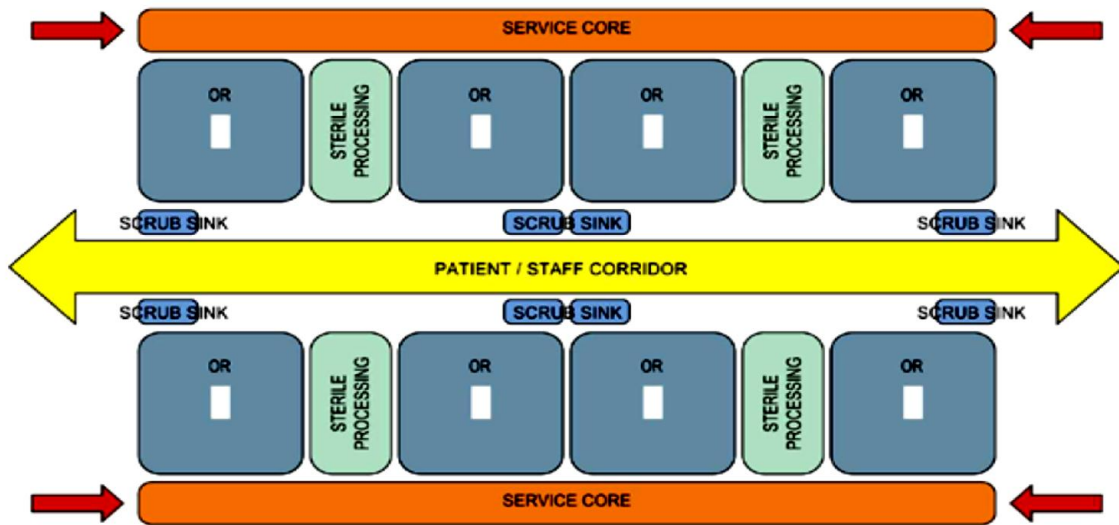 SERVICE CORE
OR
STERILE
PROCESSING
OR
OR
STERILE
PROCESSING
OR
SCRUB SINK
SCRUB SINK
SCRUB SINK
PATIENT / STAFF CORRIDOR
SCRUB SINK
SCRUB SINK
SCRUB SINK
OR
STERILE
PROCESSING
OR
OR
STERILE
PROCESSING
OR
SERVICE CORE